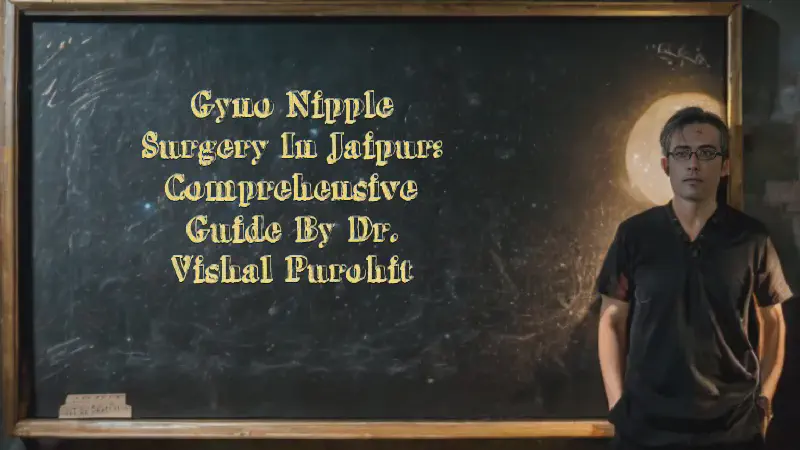 Gyno Nipple
Surgery In Jaipur:
Comprehensive
Guide By Dr.
Vishal Purohit